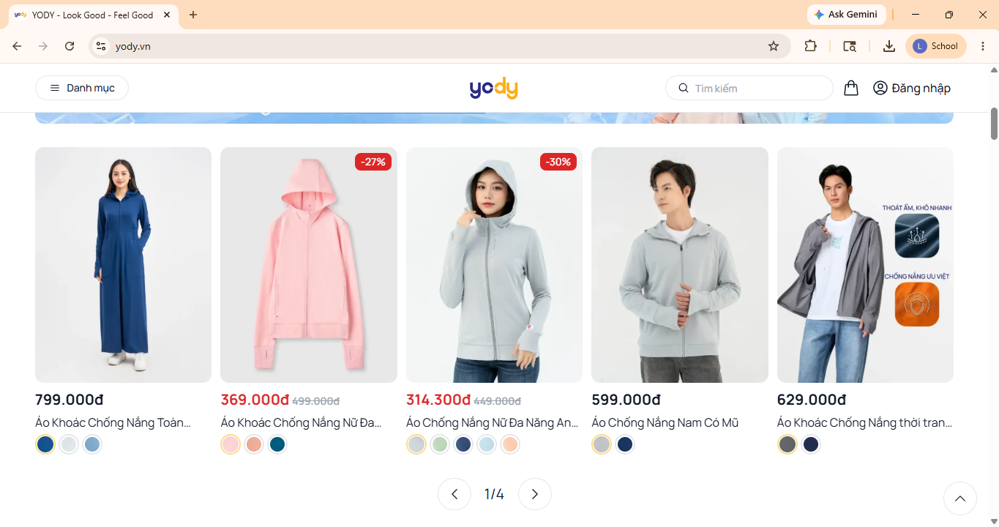 yody YODY - Look Good - Feel Good
Ask Gemini
yody.vn
L School
Danh mục
yody
Tìm kiếm
Đăng nhập
-27%
-30%
THOÁT ẨM, KHÔ NHANH
CHỐNG NẮNG ƯU VIỆT
799.000đ
Áo Khoác Chống Nắng Toàn...
369.000đ 499.000đ
Áo Khoác Chống Nắng Nữ Đa...
314.300đ 449.000đ
Áo Chống Nắng Nữ Đa Năng An...
599.000đ
Áo Chống Nắng Nam Có Mũ
629.000đ
Áo Khoác Chống Nắng thời tran...
1/4